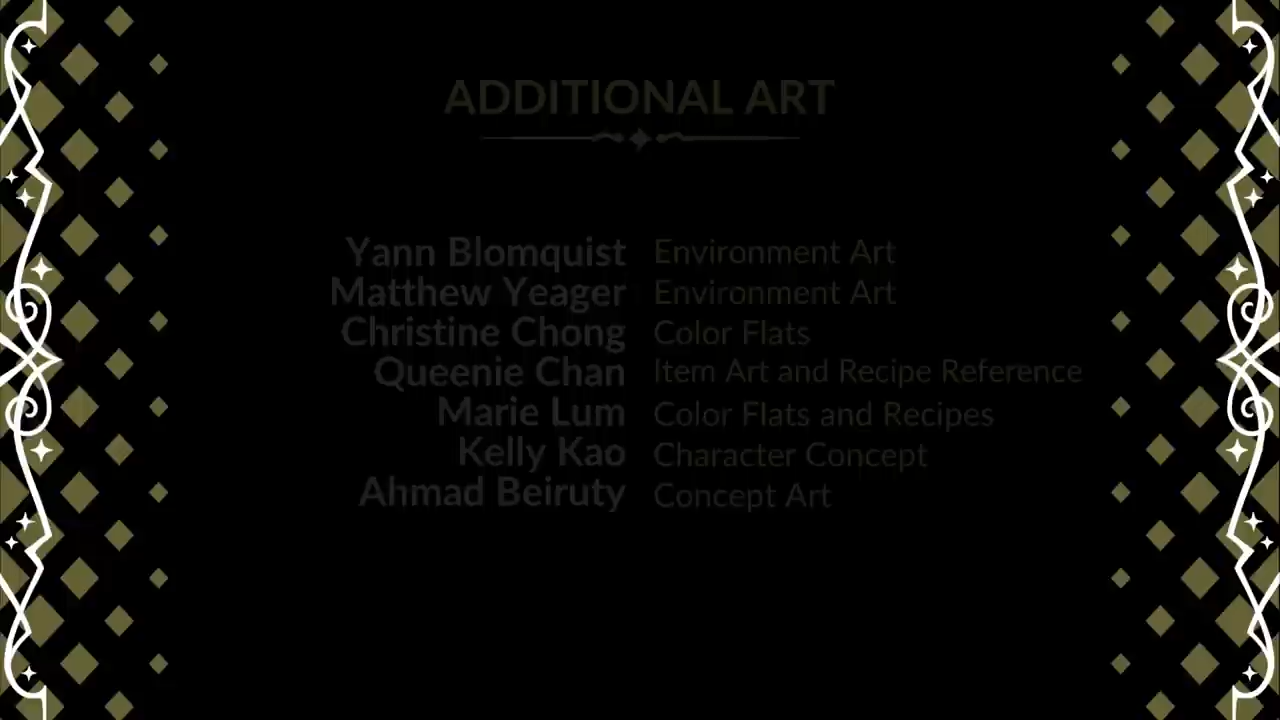 ADDITIONAL ART
Yann Blomquist Environment Art
Matthew Yeager Environment Art
Christine Chong Color Flats
Queenie Chan Item Art and Recipe Reference
Marie Lum Color Flats and Recipes
Kelly Kao Character Concept
Ahmad Beiruty Concept Art